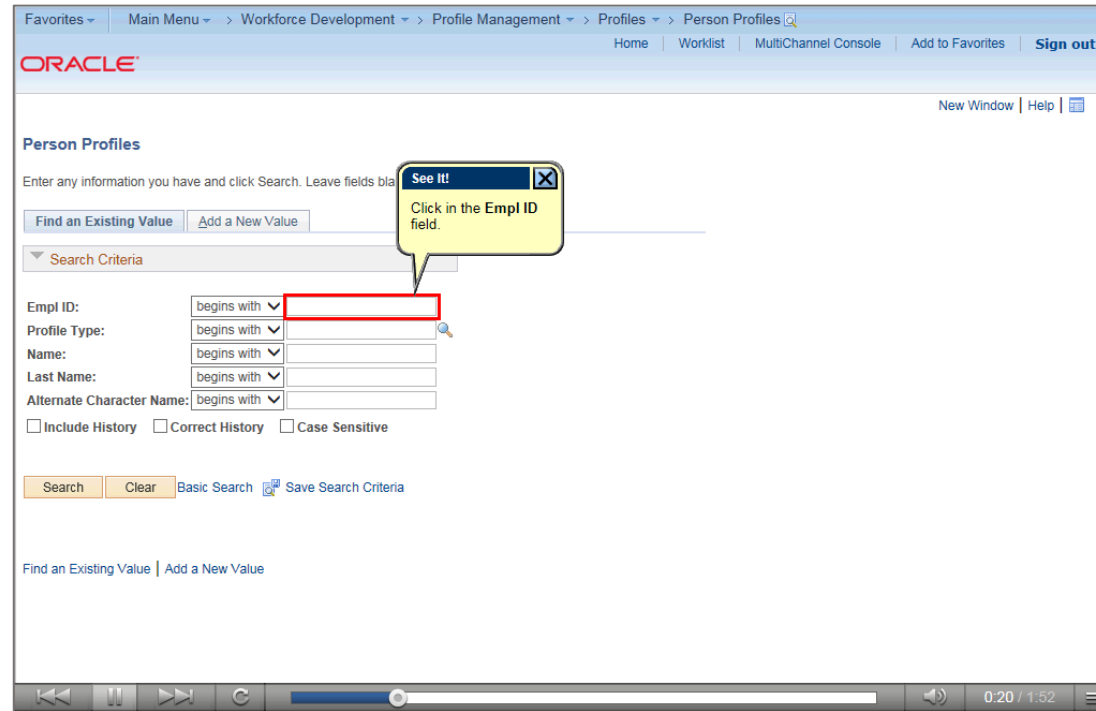 Favorites Main Menu > Workforce Development > Profile Management > Profiles > Person Profiles
Home Worklist MultiChannel Console Add to Favorites Sign out
ORACLE
New Window | Help |
Person Profiles
Enter any information you have and click Search. Leave fields bla
See It!
Click in the Empl ID
field.
Find an Existing Value Add a New Value
Search Criteria
Empl ID: begins with
Profile Type: begins with
Name: begins with
Last Name: begins with
Alternate Character Name: begins with
Include History Correct History Case Sensitive
Search Clear Basic Search Save Search Criteria
Find an Existing Value | Add a New Value
0:20 / 1:52